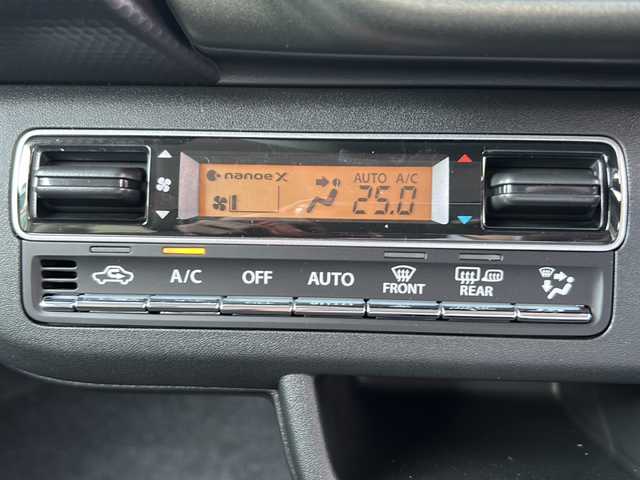 nanoe X
AUTO A/C
25.0
A/C
OFF
AUTO
FRONT
REAR